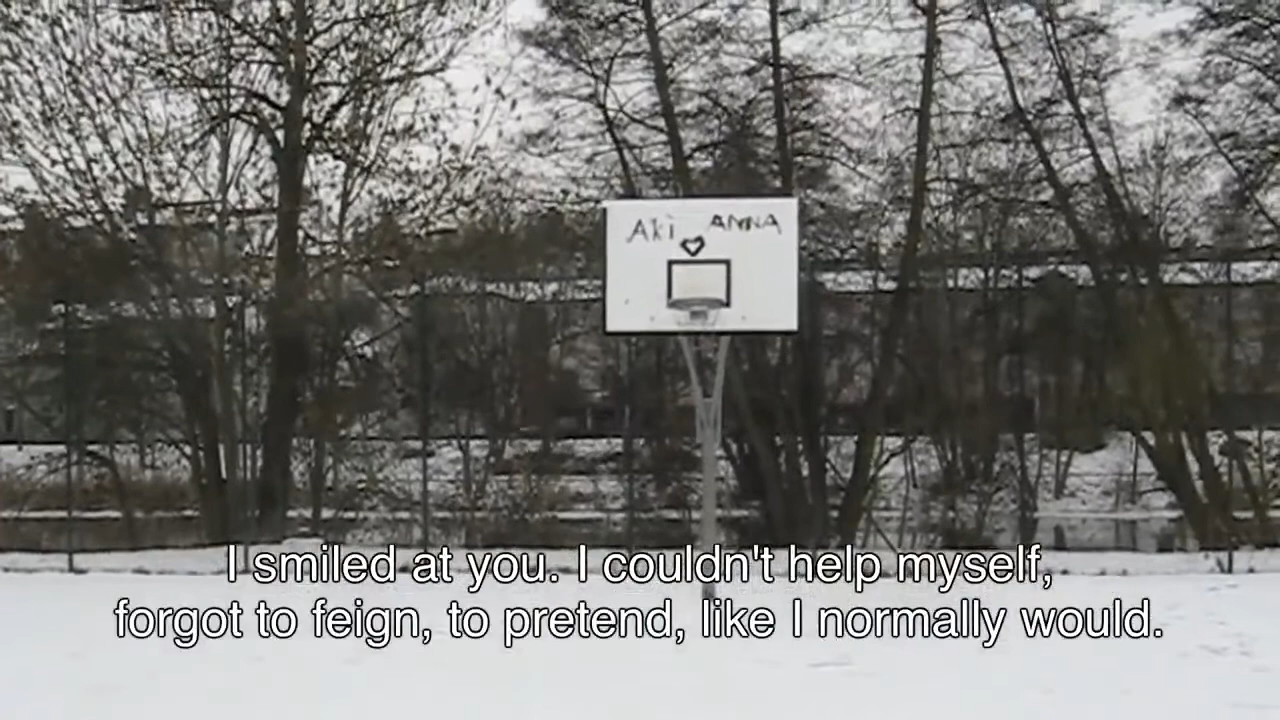 Aki ANNA
I smiled at you. I couldn't help myself,
forgot to feign, to pretend, like I normally would.